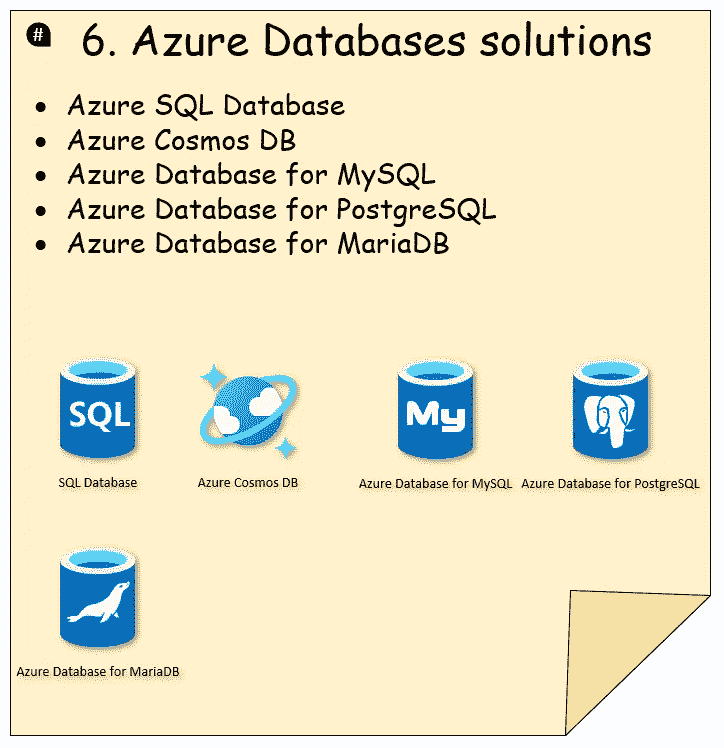 #
6. Azure Databases solutions
• Azure SQL Database
• Azure Cosmos DB
• Azure Database for MySQL
• Azure Database for PostgreSQL
• Azure Database for MariaDB
SQL
My
SQL Database
Azure Cosmos DB
Azure Database for MySQL
Azure Database for PostgreSQL
Azure Database for MariaDB